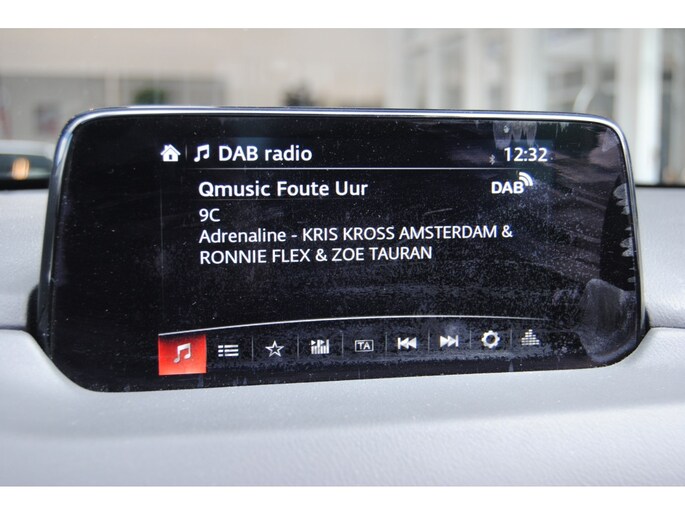 DAB radio 12:32
Qmusic Foute Uur DAB
9C
Adrenaline - KRIS KROSS AMSTERDAM &
RONNIE FLEX & ZOE TAURAN
TA